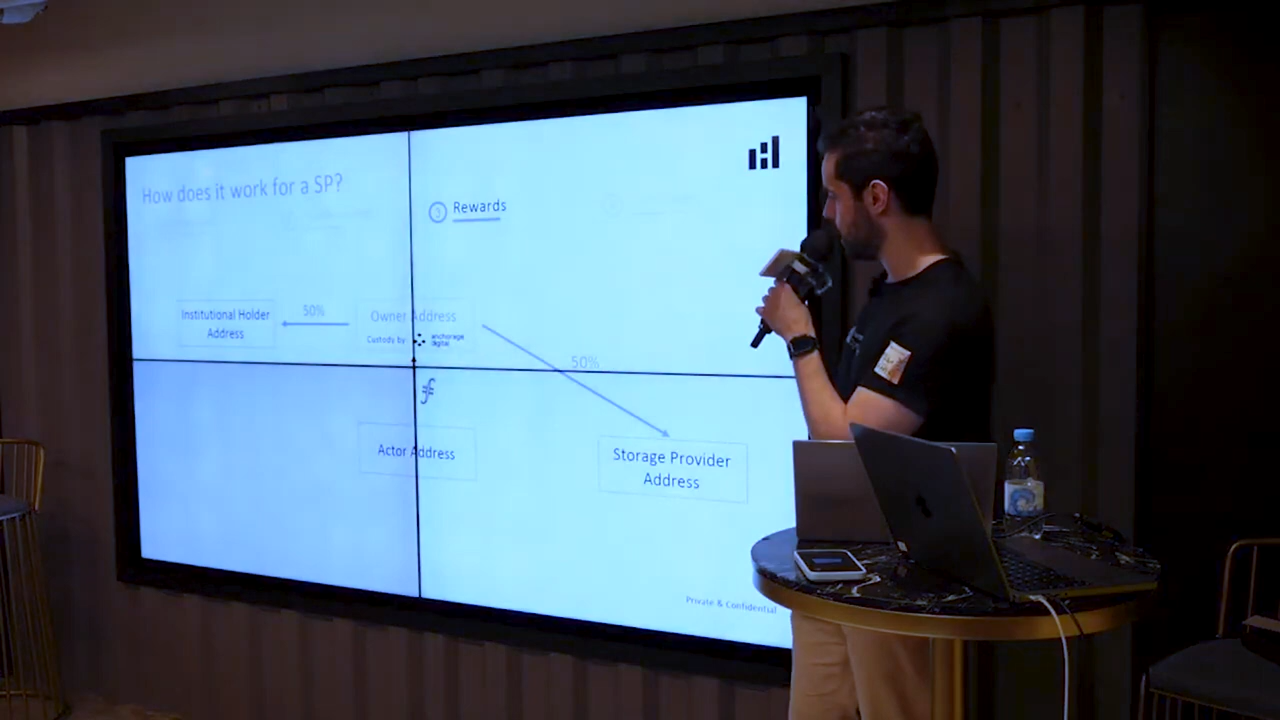 How does it work for a SP?
3 Rewards
Institutional Holder
Address
50%
Owner Address
Custody by:
anchorage
digital
50%
Actor Address
Storage Provider
Address
Private & Confidential